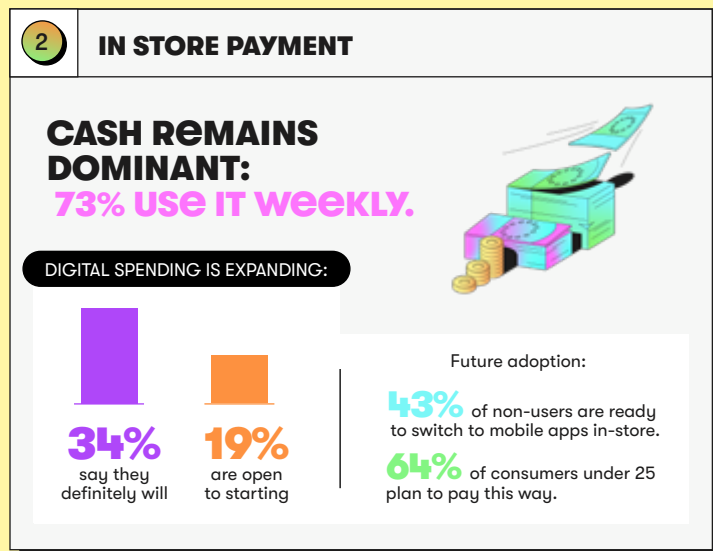 2
IN STORE PAYMENT
CASH REMAINS
DOMINANT:
73% USE IT WEEKLY.
DIGITAL SPENDING IS EXPANDING:
34%
say they
definitely will
19%
are open
to starting
Future adoption:
43% of non-users are ready
to switch to mobile apps in-store.
64% of consumers under 25
plan to pay this way.